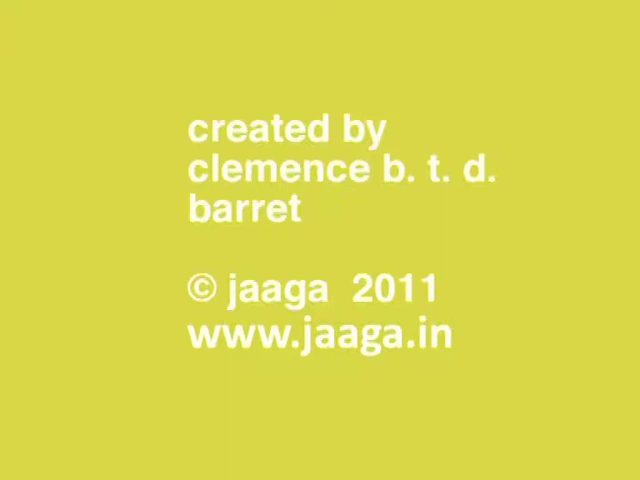 created by
clemence b. t. d.
barret
© jaaga 2011
www.jaaga.in